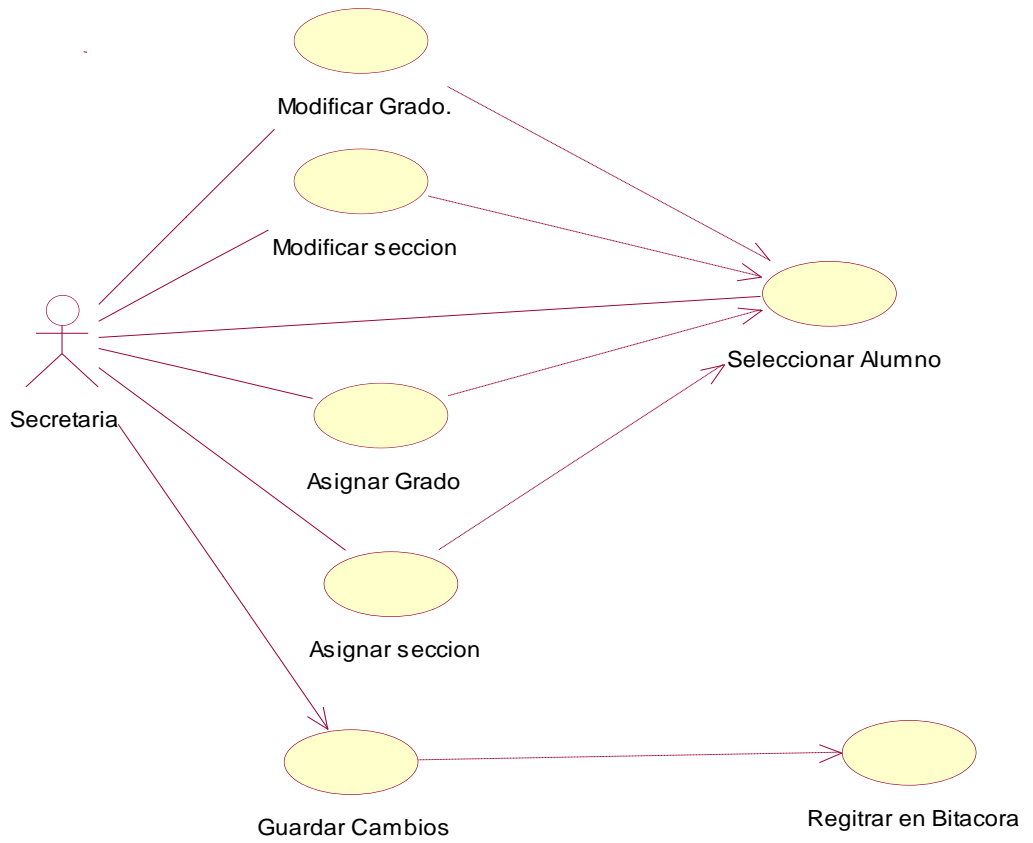 Modificar Grado.
Modificar seccion
Seleccionar Alumno
Secretaria
Asignar Grado
Asignar seccion
Guardar Cambios
Regitrar en Bitacora